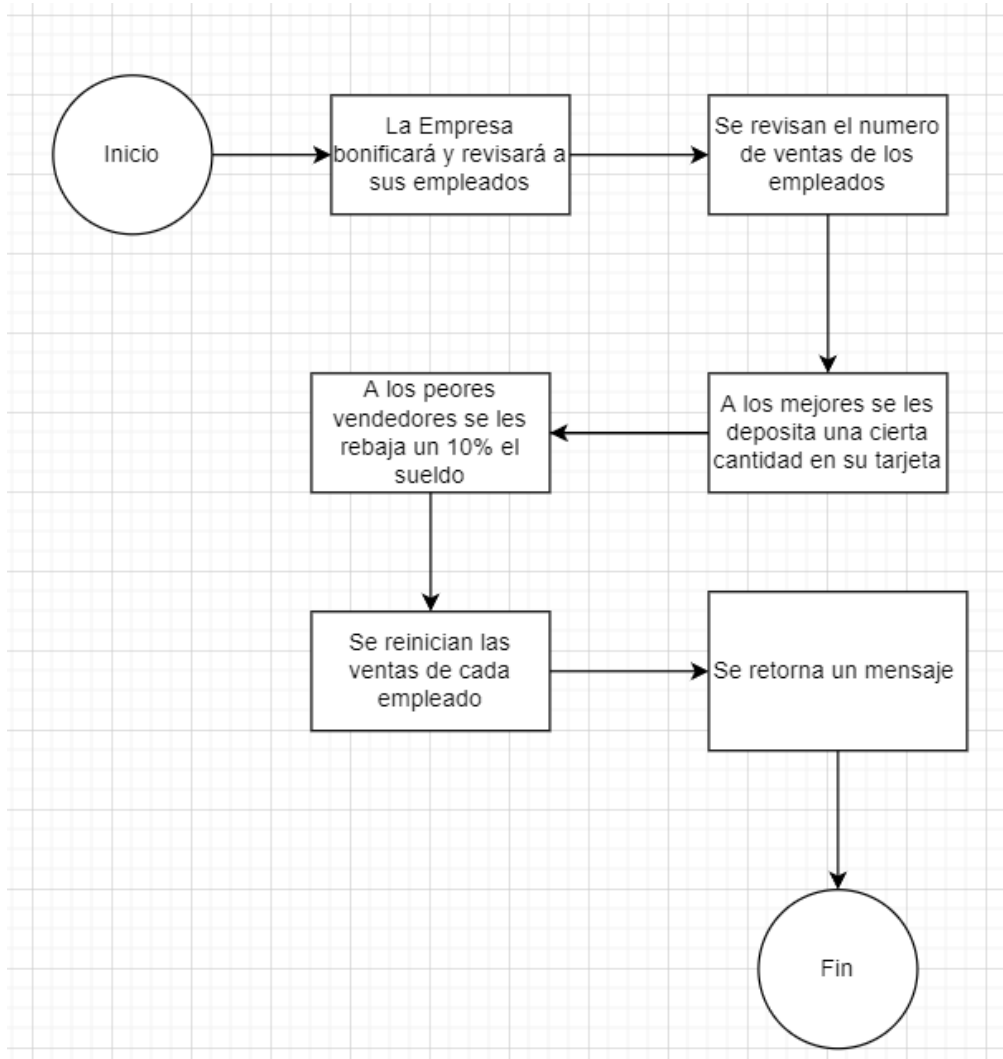 Inicio
La Empresa
bonificará y revisará a
sus empleados
Se revisan el numero
de ventas de los
empleados
A los mejores se les
deposita una cierta
cantidad en su tarjeta
A los peores
vendedores se les
rebaja un 10% el
sueldo
Se reinician las
ventas de cada
empleado
Se retorna un mensaje
Fin